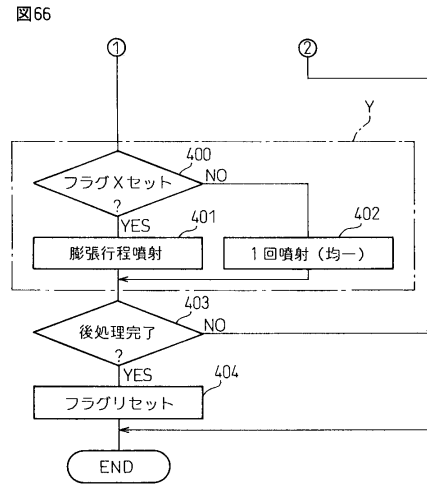 図66
① ②
Y
400
フラグXセット
?
NO
YES
401
402
膨張行程噴射
1回噴射(均一)
403
後処理完了
?
NO
YES
404
フラグリセット
END